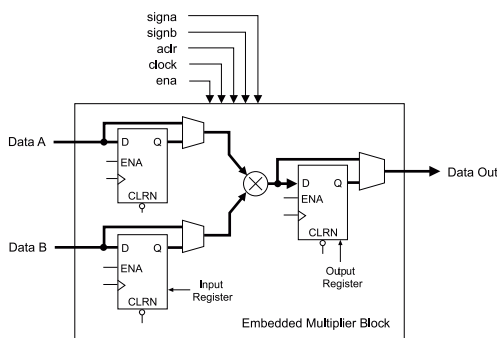 signa
signb
aclr
clock
ena
Data A
D Q
ENA
CLRN
D Q
ENA
CLRN
Data Out
Data B
D Q
ENA
CLRN
Input
Register
Output
Register
Embedded Multiplier Block